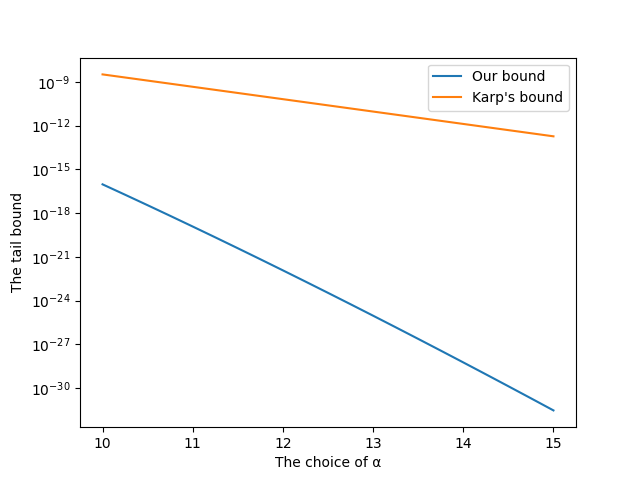 Our bound
Karp's bound
The tail bound
10⁻⁹
10⁻¹²
10⁻¹⁵
10⁻¹⁸
10⁻²¹
10⁻²⁴
10⁻²⁷
10⁻³⁰
10 11 12 13 14 15
The choice of α